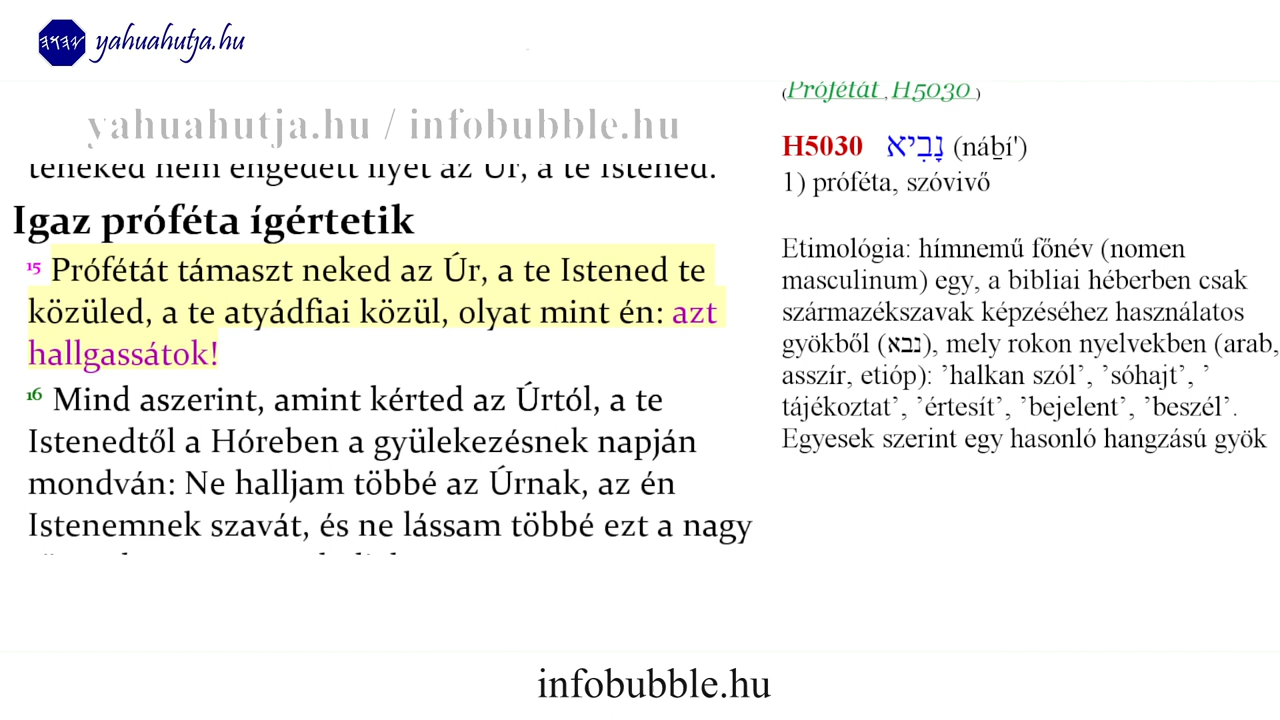 yahuahutja.hu
yahuahutja.hu / infobubble.hu
teneked nem engedett ilyet az Úr, a te Istened.
Igaz próféta ígértetik
15 Prófétát támaszt neked az Úr, a te Istened te
közüled, a te atyádfiai közül, olyat mint én: azt
hallgassátok!
16 Mind aszerint, amint kérted az Úrtól, a te
Istenedtől a Hóreben a gyülekezésnek napján
mondván: Ne halljam többé az Úrnak, az én
Istenemnek szavát, és ne lássam többé ezt a nagy
(Prófétát , H5030 )
H5030 נָבִיא (náḇí')
1) próféta, szóvivő
Etimológia: hímnemű főnév (nomen
masculinum) egy, a bibliai héberben csak
származékszavak képzéséhez használatos
gyökből (נבא), mely rokon nyelvekben (arab,
asszír, etióp): ’halkan szól’, ’sóhajt’, ’
tájékoztat’, ’értesít’, ’bejelent’, ’beszél’.
Egyesek szerint egy hasonló hangzású gyök
infobubble.hu